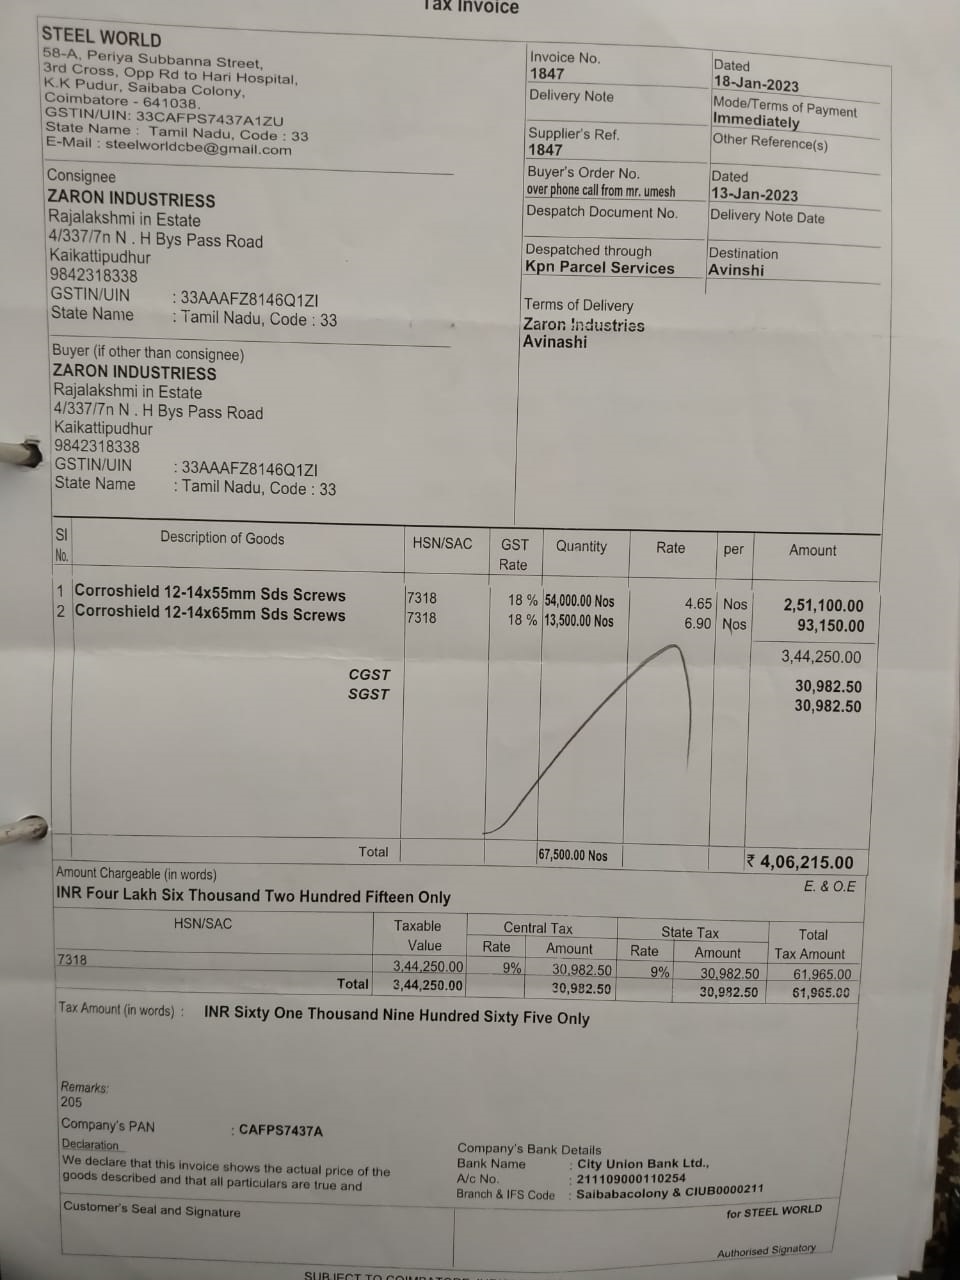 Tax Invoice
STEEL WORLD
58-A, Periya Subbanna Street,
3rd Cross, Opp Rd to Hari Hospital,
K.K Pudur, Saibaba Colony,
Coimbatore - 641038.
GSTIN/UIN: 33CAFPS7437A1ZU
State Name : Tamil Nadu, Code : 33
E-Mail : steelworldcbe@gmail.com
Invoice No.
1847
Dated
18-Jan-2023
Delivery Note
Mode/Terms of Payment
Immediately
Supplier's Ref.
1847
Other Reference(s)
Buyer's Order No.
over phone call from mr. umesh
Dated
13-Jan-2023
Despatch Document No.
Delivery Note Date
Despatched through
Kpn Parcel Services
Destination
Avinshi
Terms of Delivery
Zaron Industries
Avinashi
Consignee
ZARON INDUSTRIESS
Rajalakshmi in Estate
4/337/7n N . H Bys Pass Road
Kaikattipudhur
9842318338
GSTIN/UIN : 33AAAFZ8146Q1ZI
State Name : Tamil Nadu, Code : 33
Buyer (if other than consignee)
ZARON INDUSTRIESS
Rajalakshmi in Estate
4/337/7n N . H Bys Pass Road
Kaikattipudhur
9842318338
GSTIN/UIN : 33AAAFZ8146Q1ZI
State Name : Tamil Nadu, Code : 33
Sl No. Description of Goods HSN/SAC GST Rate Quantity Rate per Amount
1 Corroshield 12-14x55mm Sds Screws 7318 18 % 54,000.00 Nos 4.65 Nos 2,51,100.00
2 Corroshield 12-14x65mm Sds Screws 7318 18 % 13,500.00 Nos 6.90 Nos 93,150.00
3,44,250.00
CGST 30,982.50
SGST 30,982.50
Total 67,500.00 Nos ₹ 4,06,215.00
Amount Chargeable (in words) E. & O.E
INR Four Lakh Six Thousand Two Hundred Fifteen Only
HSN/SAC Taxable Value Central Tax State Tax Total Tax Amount
Rate Amount Rate Amount
7318 3,44,250.00 9% 30,982.50 9% 30,982.50 61,965.00
Total 3,44,250.00 30,982.50 30,982.50 61,965.00
Tax Amount (in words) : INR Sixty One Thousand Nine Hundred Sixty Five Only
Remarks:
205
Company's PAN : CAFPS7437A
Declaration
We declare that this invoice shows the actual price of the
goods described and that all particulars are true and
Company's Bank Details
Bank Name : City Union Bank Ltd.,
A/c No. : 211109000110254
Branch & IFS Code : Saibabacolony & CIUB0000211
Customer's Seal and Signature
for STEEL WORLD
Authorised Signatory
SUBJECT TO